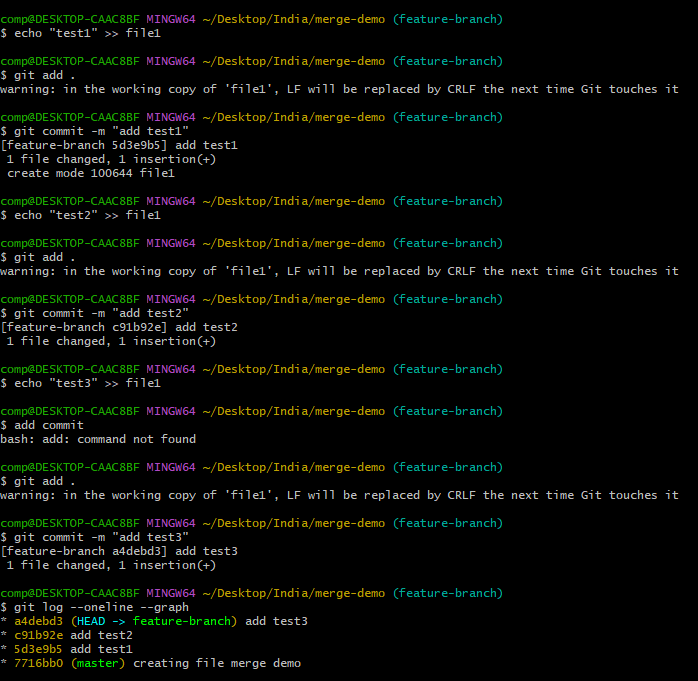 comp@DESKTOP-CAAC8BF MINGW64 ~/Desktop/India/merge-demo (feature-branch)
$ echo "test1" >> file1
comp@DESKTOP-CAAC8BF MINGW64 ~/Desktop/India/merge-demo (feature-branch)
$ git add .
warning: in the working copy of 'file1', LF will be replaced by CRLF the next time Git touches it
comp@DESKTOP-CAAC8BF MINGW64 ~/Desktop/India/merge-demo (feature-branch)
$ git commit -m "add test1"
[feature-branch 5d3e9b5] add test1
 1 file changed, 1 insertion(+)
 create mode 100644 file1
comp@DESKTOP-CAAC8BF MINGW64 ~/Desktop/India/merge-demo (feature-branch)
$ echo "test2" >> file1
comp@DESKTOP-CAAC8BF MINGW64 ~/Desktop/India/merge-demo (feature-branch)
$ git add .
warning: in the working copy of 'file1', LF will be replaced by CRLF the next time Git touches it
comp@DESKTOP-CAAC8BF MINGW64 ~/Desktop/India/merge-demo (feature-branch)
$ git commit -m "add test2"
[feature-branch c91b92e] add test2
 1 file changed, 1 insertion(+)
comp@DESKTOP-CAAC8BF MINGW64 ~/Desktop/India/merge-demo (feature-branch)
$ echo "test3" >> file1
comp@DESKTOP-CAAC8BF MINGW64 ~/Desktop/India/merge-demo (feature-branch)
$ add commit
bash: add: command not found
comp@DESKTOP-CAAC8BF MINGW64 ~/Desktop/India/merge-demo (feature-branch)
$ git add .
warning: in the working copy of 'file1', LF will be replaced by CRLF the next time Git touches it
comp@DESKTOP-CAAC8BF MINGW64 ~/Desktop/India/merge-demo (feature-branch)
$ git commit -m "add test3"
[feature-branch a4debd3] add test3
 1 file changed, 1 insertion(+)
comp@DESKTOP-CAAC8BF MINGW64 ~/Desktop/India/merge-demo (feature-branch)
$ git log --oneline --graph
* a4debd3 (HEAD -> feature-branch) add test3
* c91b92e add test2
* 5d3e9b5 add test1
* 7716bb0 (master) creating file merge demo